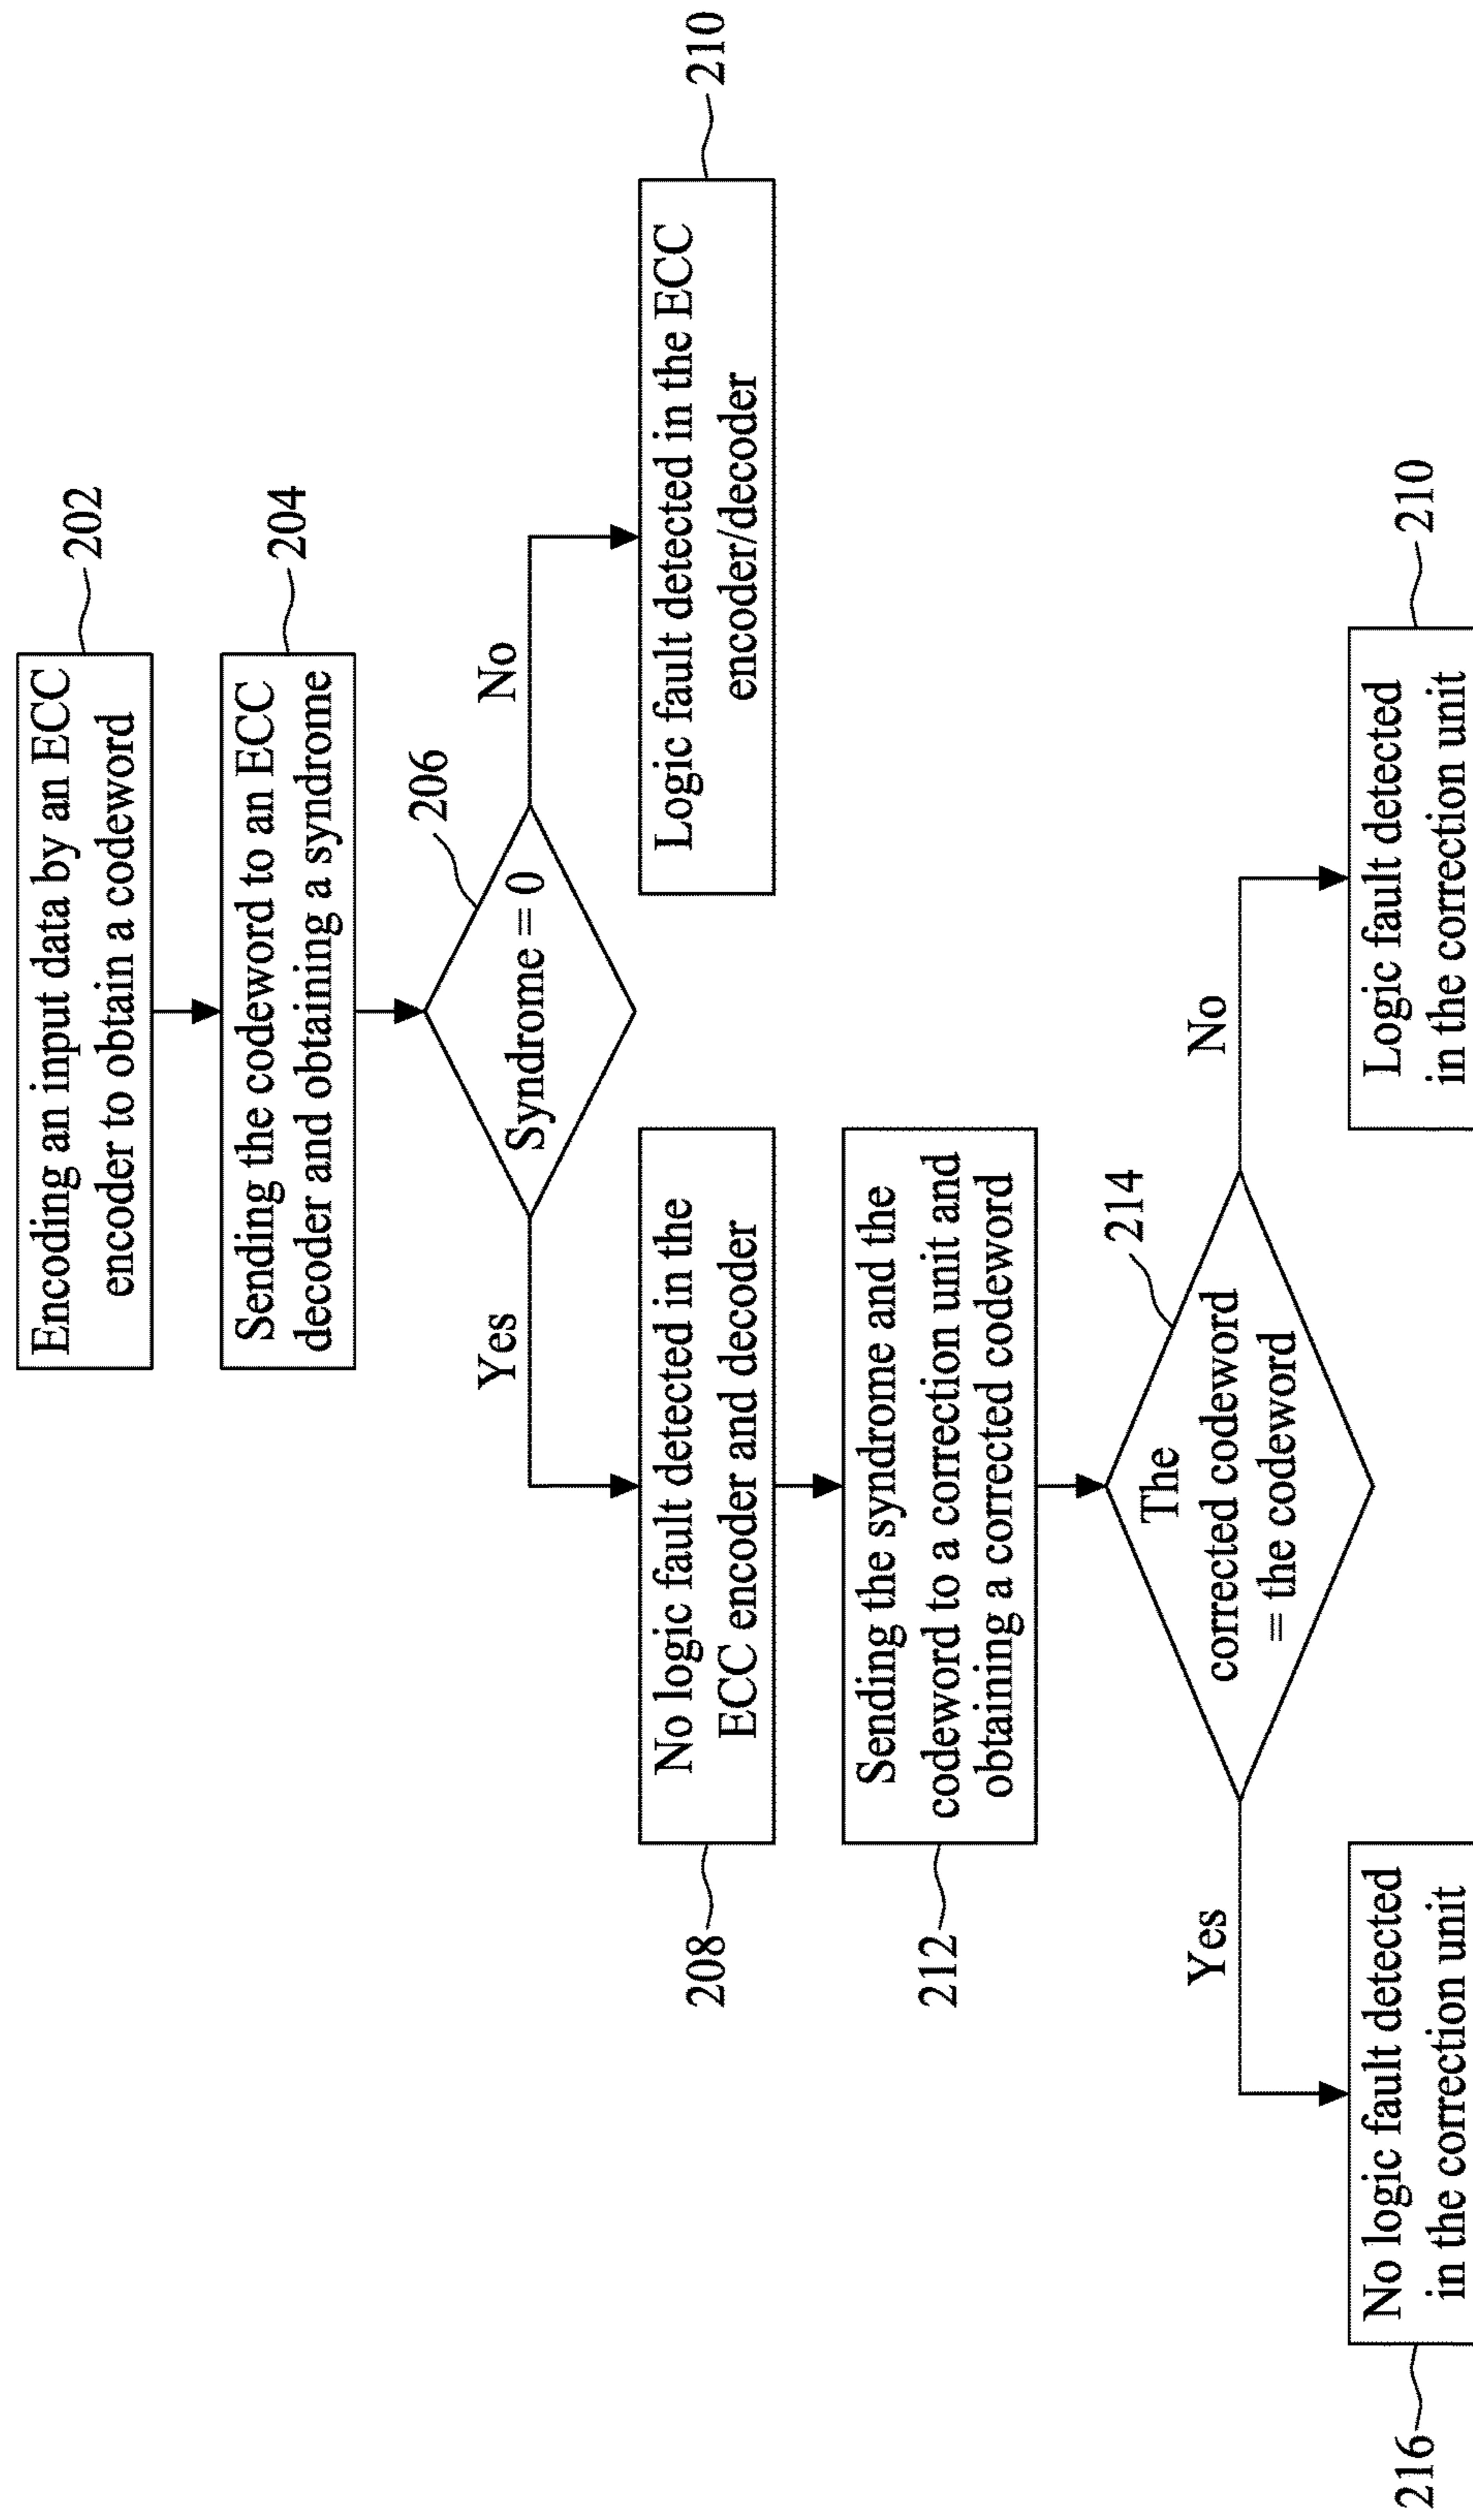 Encoding an input data by an ECC
encoder to obtain a codeword
202
Sending the codeword to an ECC
decoder and obtaining a syndrome
204
206
Syndrome = 0
Yes
No
No logic fault detected in the
ECC encoder and decoder
208
Logic fault detected in the ECC
encoder/decoder
210
Sending the syndrome and the
codeword to a correction unit and
obtaining a corrected codeword
212
214
The
corrected codeword
= the codeword
Yes
No
No logic fault detected
in the correction unit
216
Logic fault detected
in the correction unit
210